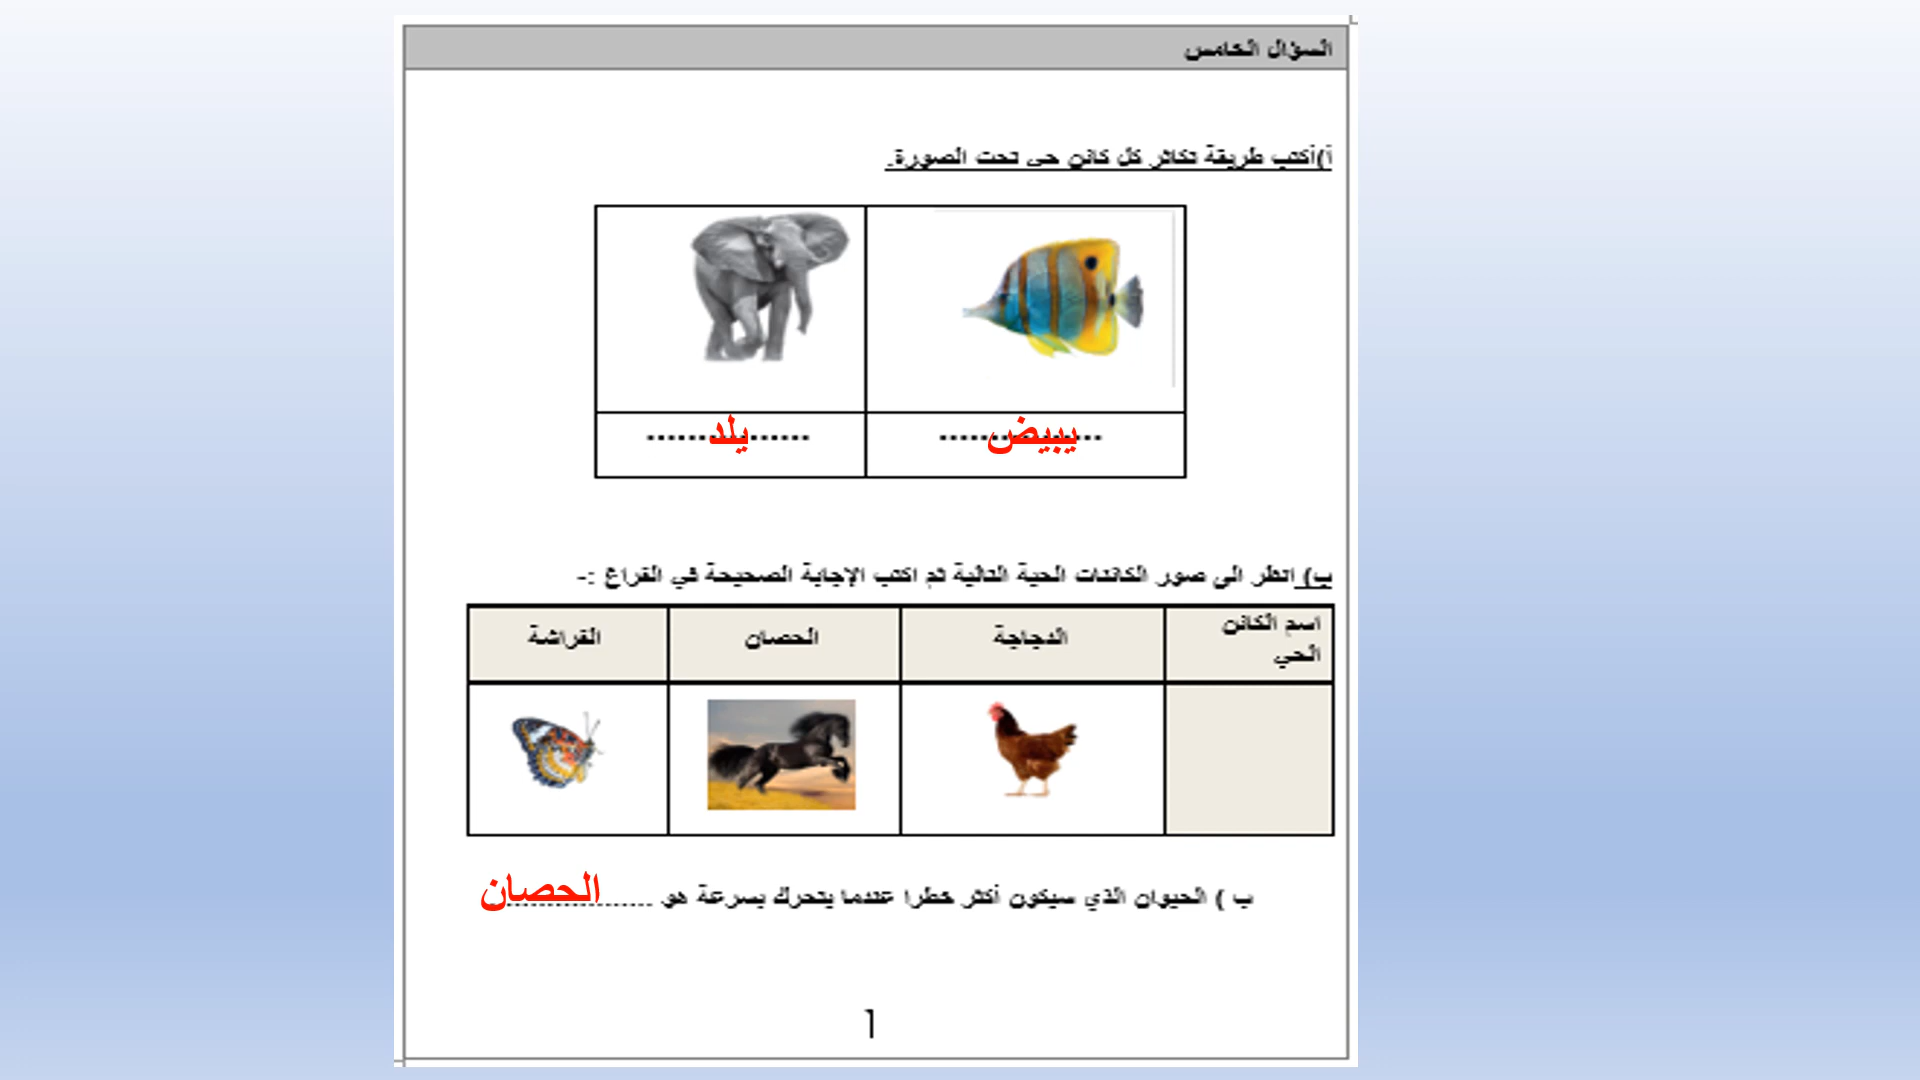 السؤال الخامس
أ)أكتب طريقة تكاثر كل كائن حى تحت الصورة.
يبيض ............... يلد ...............
ب) انظر الى صور الكائنات الحية التالية ثم اكتب الإجابة الصحيحة في الفراغ :-
اسم الكائن الحي الدجاجة الحصان الفراشة
ب ) الحيوان الذي سيكون أكثر خطرا عندما يتحرك بسرعة هو ................... الحصان
1